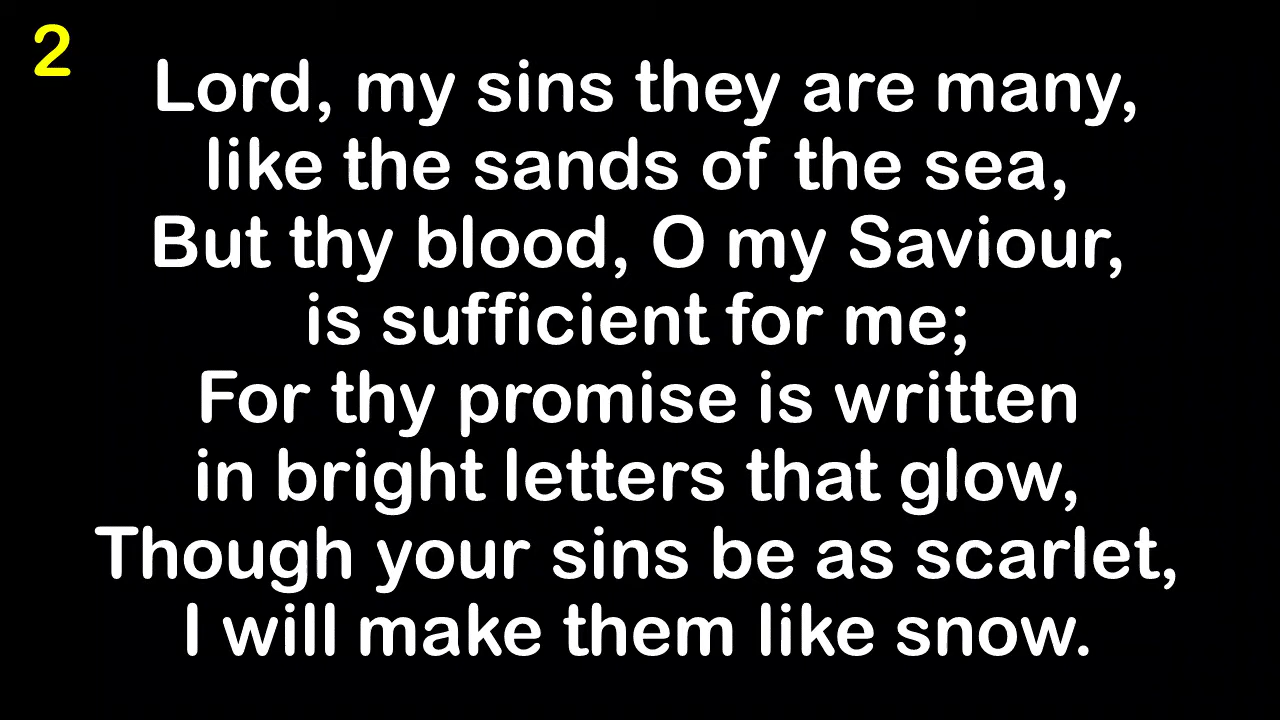 2
Lord, my sins they are many,
like the sands of the sea,
But thy blood, O my Saviour,
is sufficient for me;
For thy promise is written
in bright letters that glow,
Though your sins be as scarlet,
I will make them like snow.